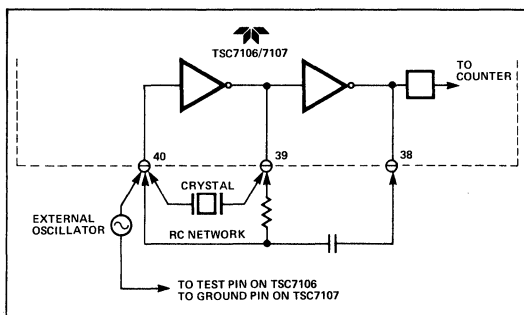 TSC7106/7107
TO
COUNTER
40
39
38
CRYSTAL
EXTERNAL
OSCILLATOR
RC NETWORK
TO TEST PIN ON TSC7106
TO GROUND PIN ON TSC7107